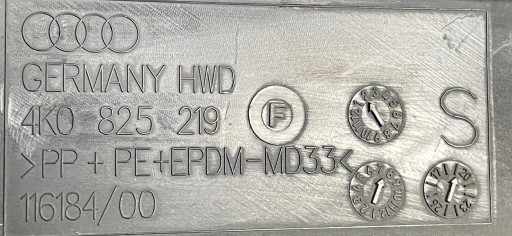 GERMANY HWD
4K0 825 219 F
>PP+PE+EPDM-MD33<
116184/00
S